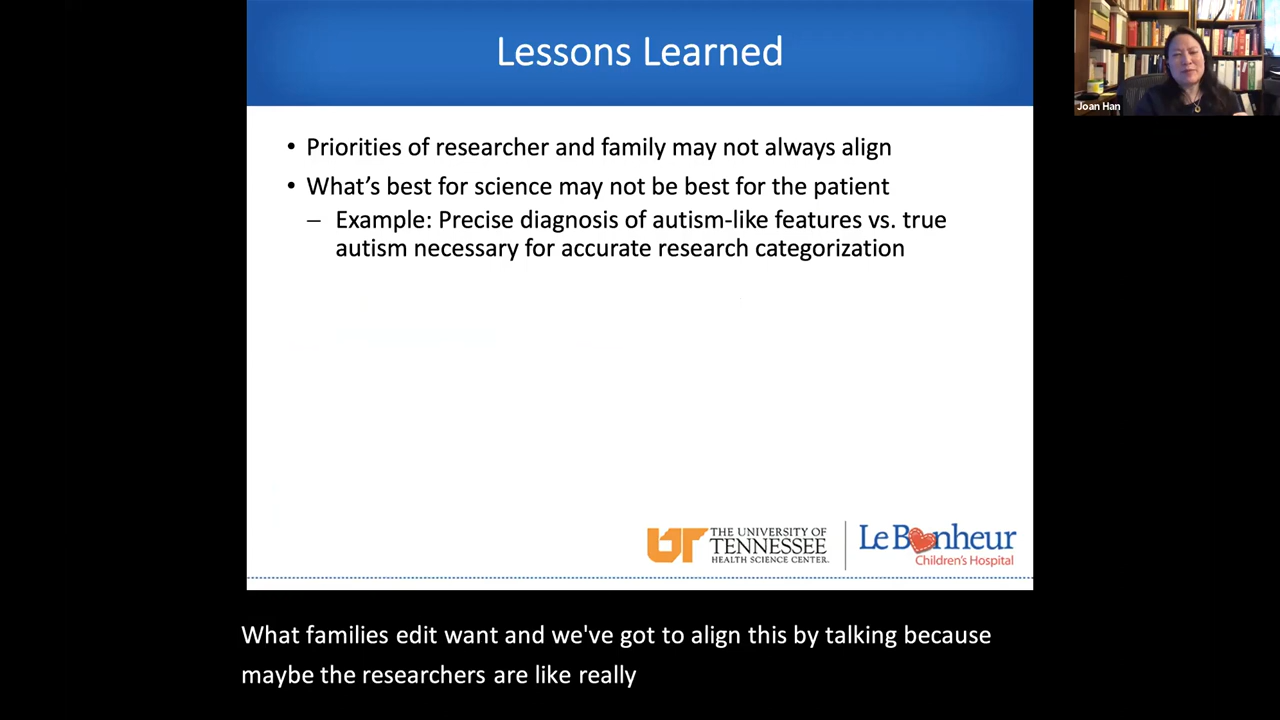 Lessons Learned
Joan Han
• Priorities of researcher and family may not always align
• What's best for science may not be best for the patient
– Example: Precise diagnosis of autism-like features vs. true
autism necessary for accurate research categorization
UT THE UNIVERSITY OF
TENNESSEE
HEALTH SCIENCE CENTER.
Le Bonheur
Children's Hospital
What families edit want and we've got to align this by talking because
maybe the researchers are like really